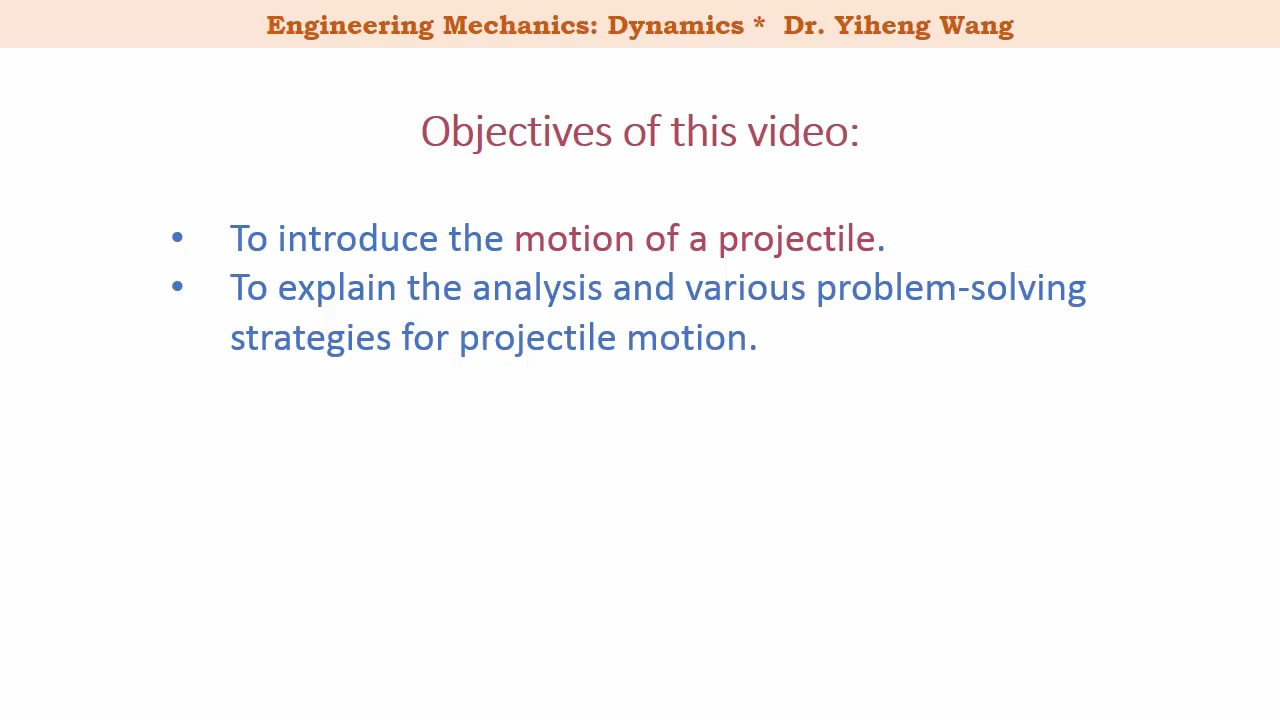 Engineering Mechanics: Dynamics * Dr. Yiheng Wang
Objectives of this video:
• To introduce the motion of a projectile.
• To explain the analysis and various problem-solving
strategies for projectile motion.